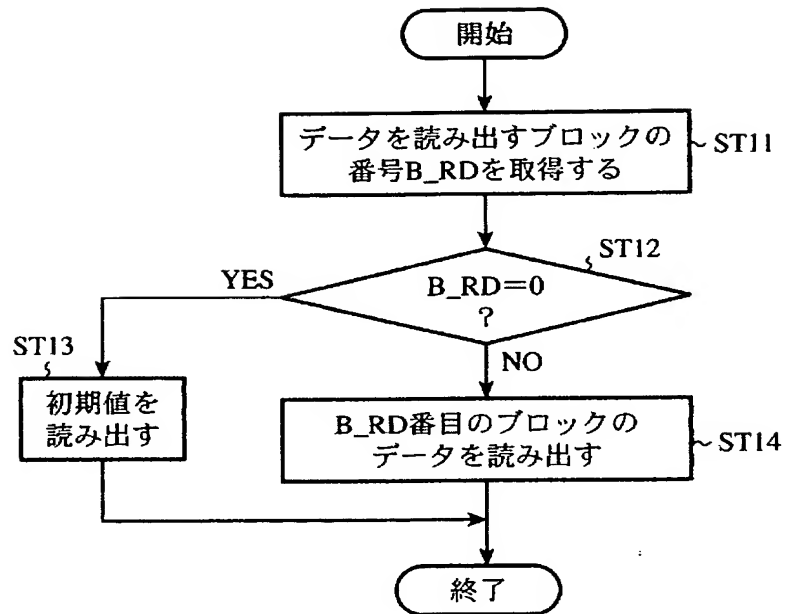 開始
データを読み出すブロックの
番号B_RDを取得する
ST11
ST12
YES
B_RD=0
?
ST13
NO
初期値を
読み出す
B_RD番目のブロックの
データを読み出す
ST14
終了